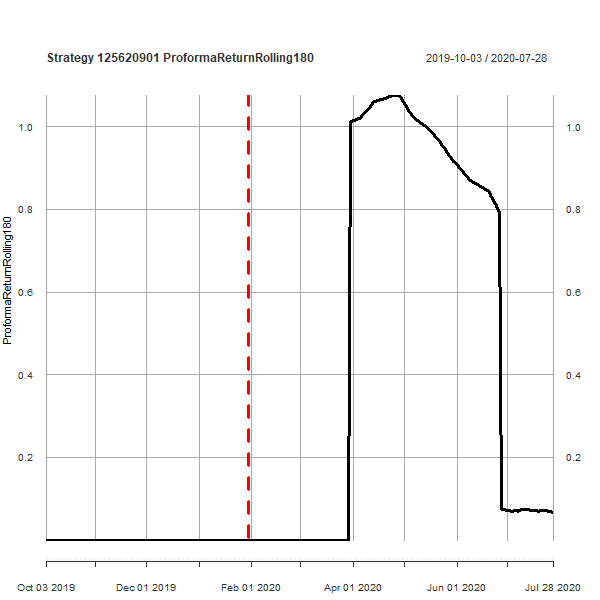 Strategy 125620901 ProformaReturnRolling180
2019-10-03 / 2020-07-28
ProformaReturnRolling180
1.0
1.0
0.8
0.8
0.6
0.6
0.4
0.4
0.2
0.2
Oct 03 2019
Dec 01 2019
Feb 01 2020
Apr 01 2020
Jun 01 2020
Jul 28 2020